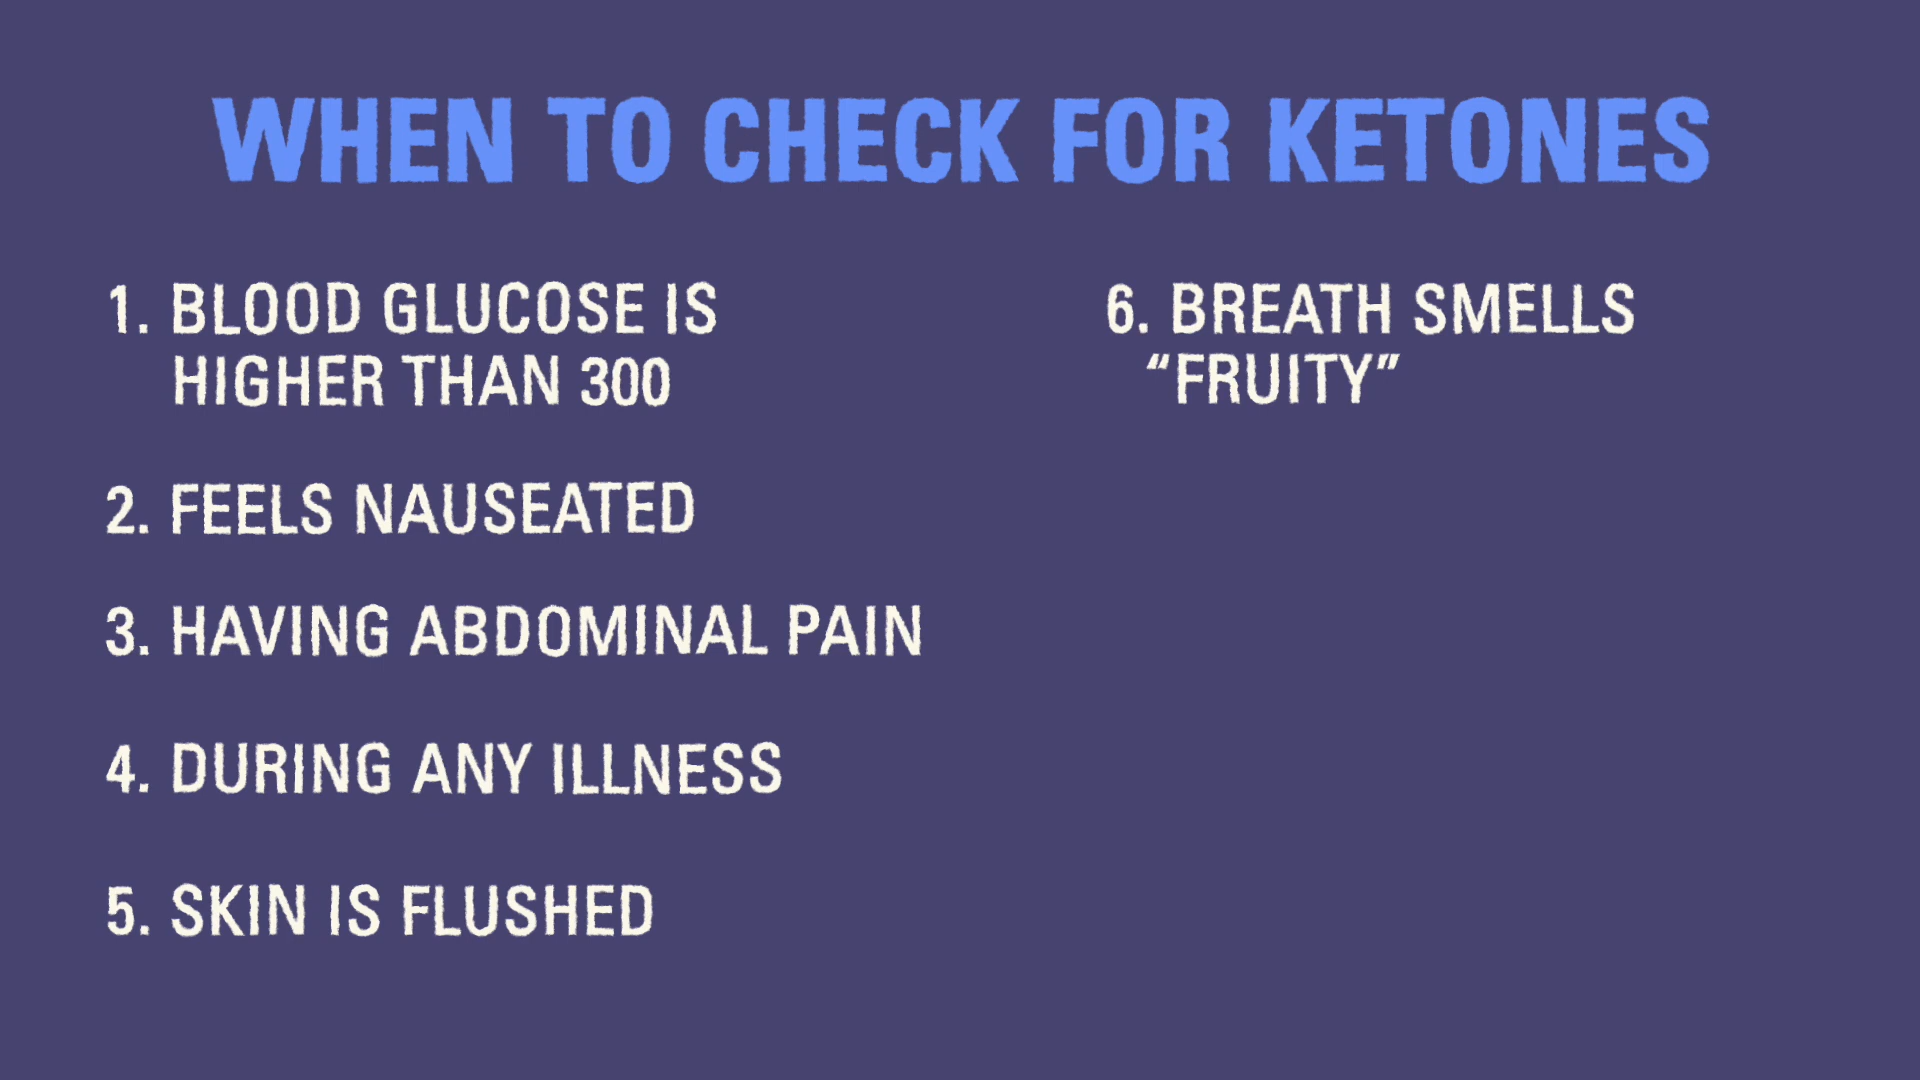 WHEN TO CHECK FOR KETONES
1. BLOOD GLUCOSE IS
HIGHER THAN 300
2. FEELS NAUSEATED
3. HAVING ABDOMINAL PAIN
4. DURING ANY ILLNESS
5. SKIN IS FLUSHED
6. BREATH SMELLS
“FRUITY”